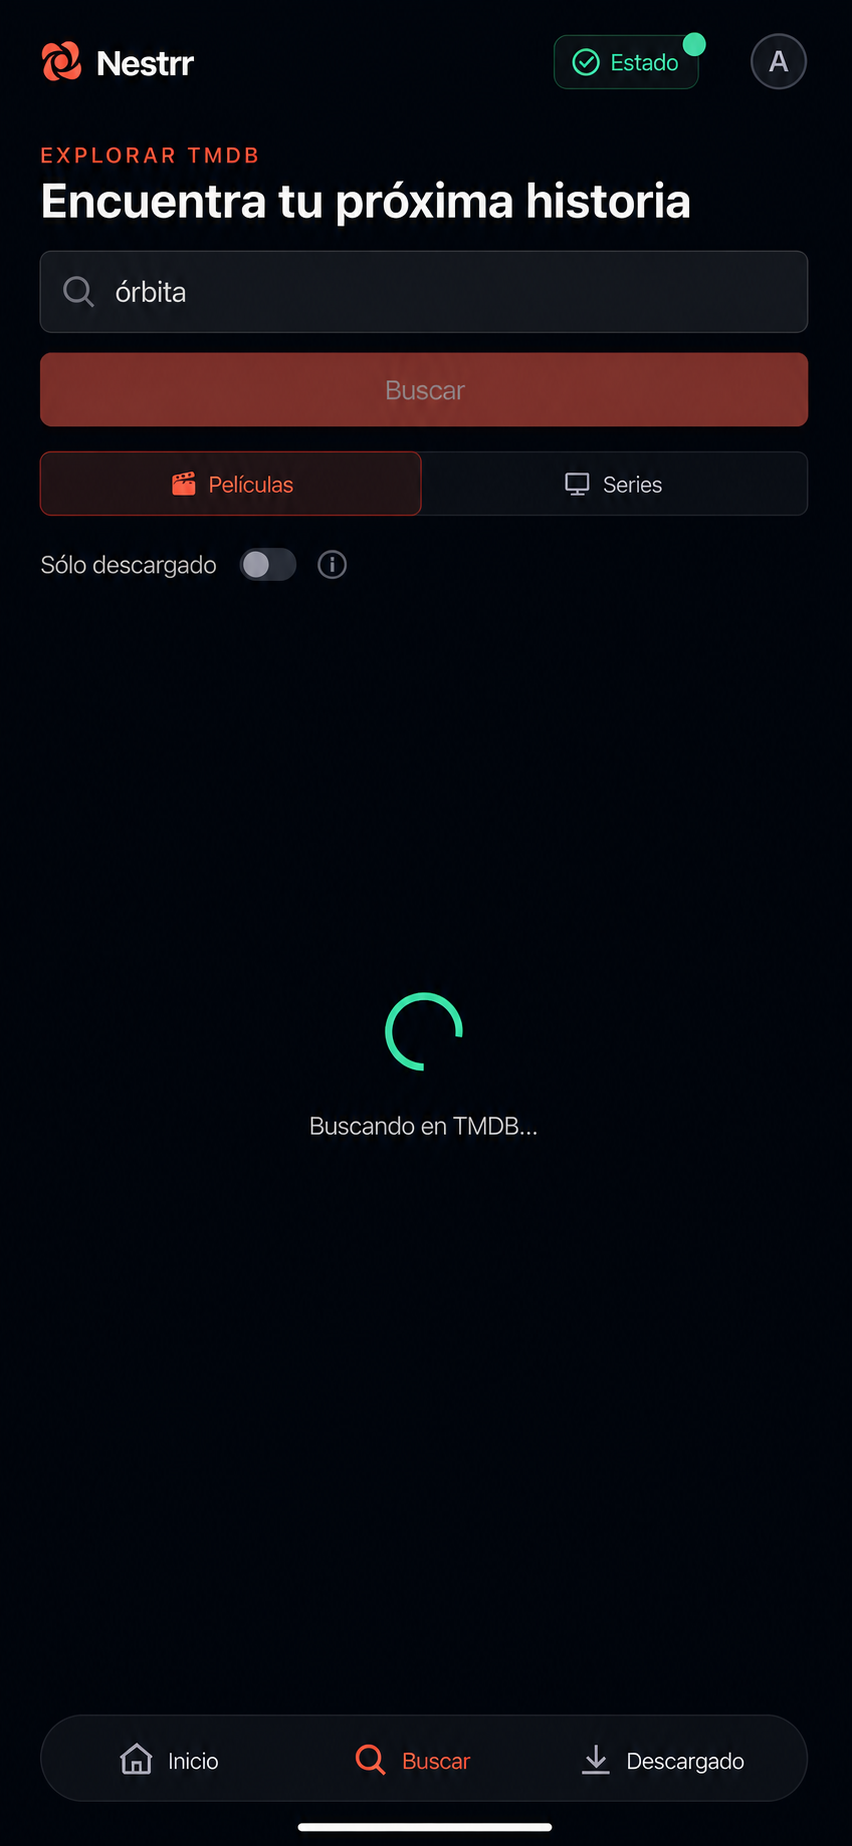 Nestrr
Estado
A
EXPLORAR TMDB
Encuentra tu próxima historia
órbita
Buscar
Películas
Series
Sólo descargado
Buscando en TMDB...
Inicio
Buscar
Descargado